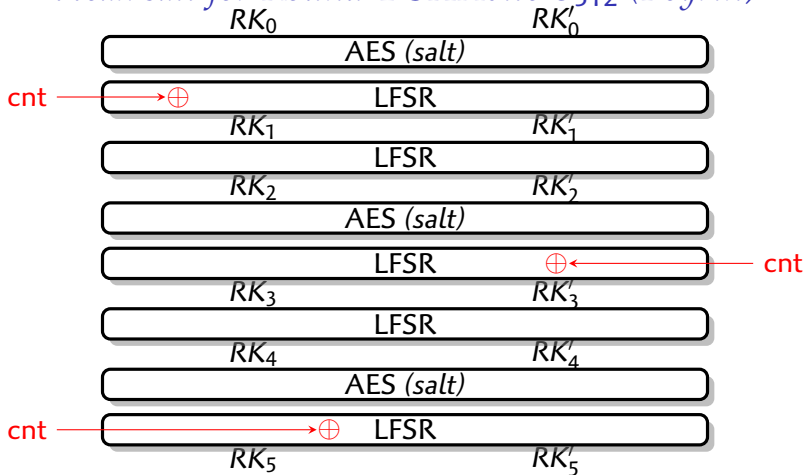 RK₀ RK′₀
AES (salt)
cnt LFSR
RK₁ RK′₁
LFSR
RK₂ RK′₂
AES (salt)
LFSR cnt
RK₃ RK′₃
LFSR
RK₄ RK′₄
AES (salt)
cnt LFSR
RK₅ RK′₅